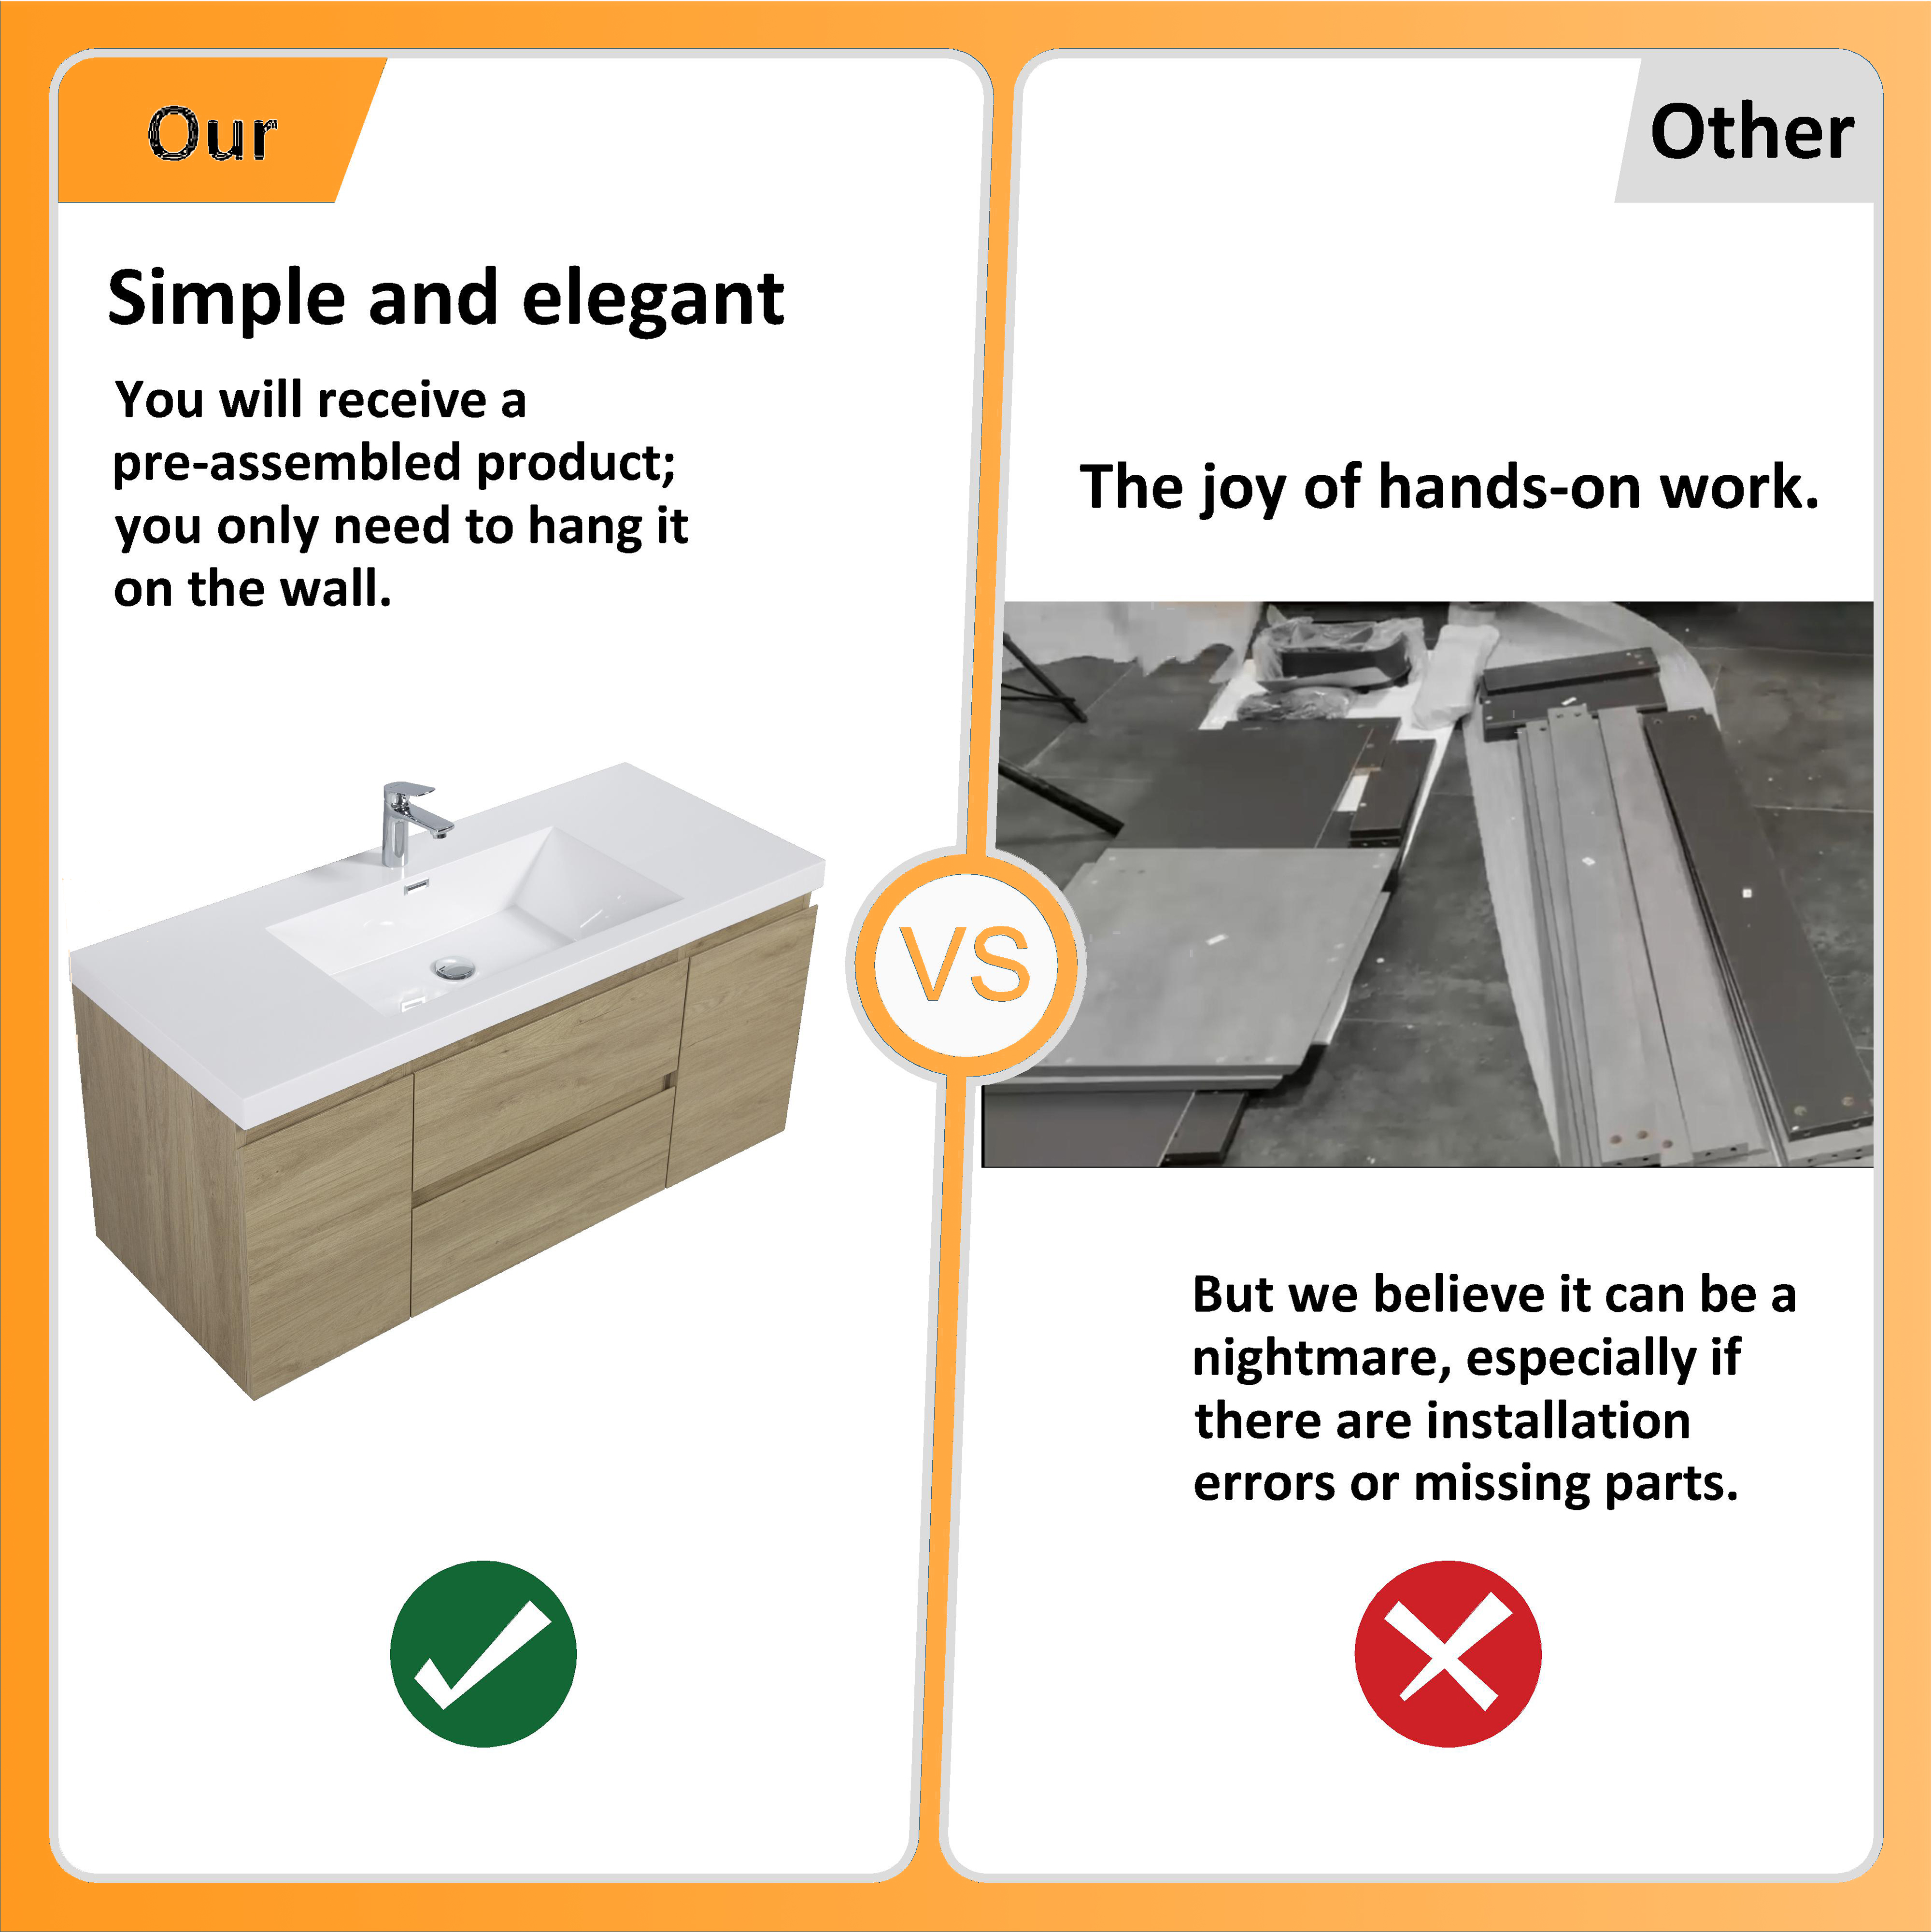 Our
Simple and elegant
You will receive a
pre-assembled product;
you only need to hang it
on the wall.
VS
Other
The joy of hands-on work.
But we believe it can be a
nightmare, especially if
there are installation
errors or missing parts.